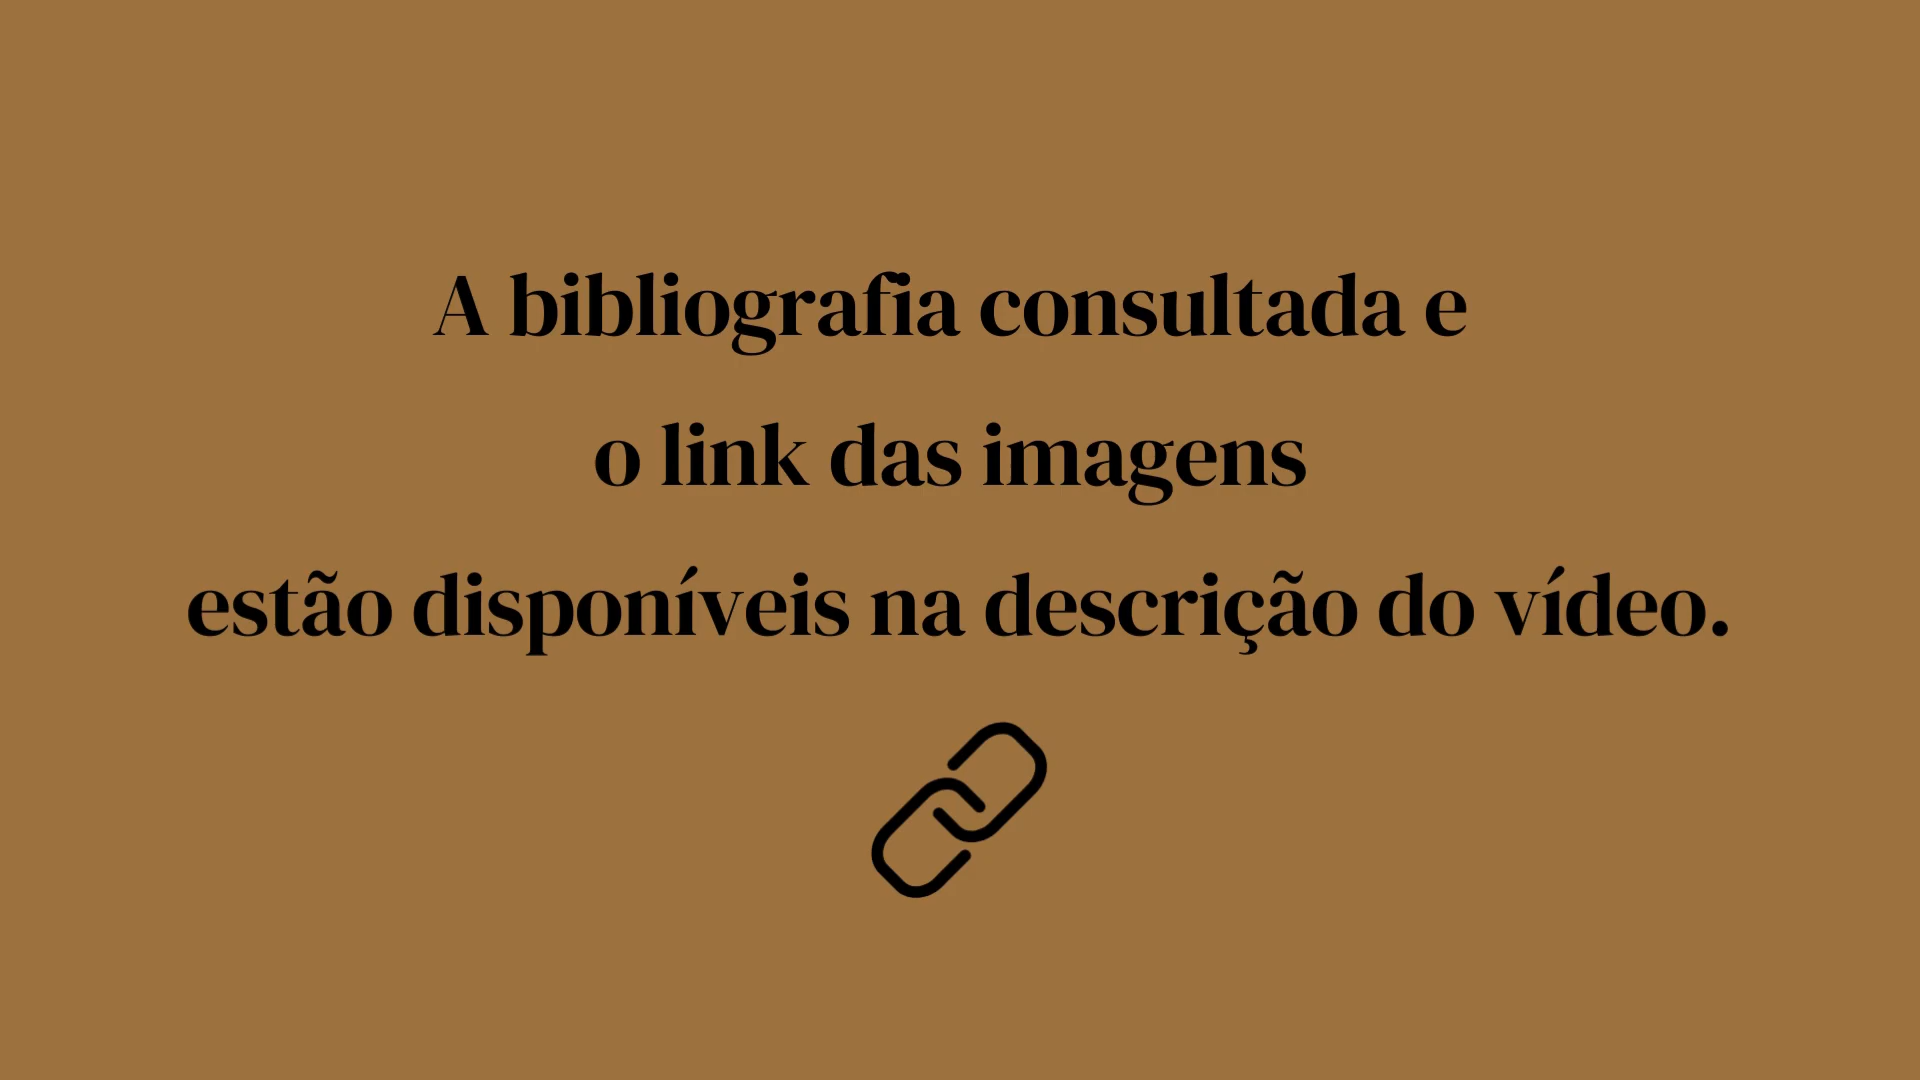 A bibliografia consultada e
o link das imagens
estão disponíveis na descrição do vídeo.